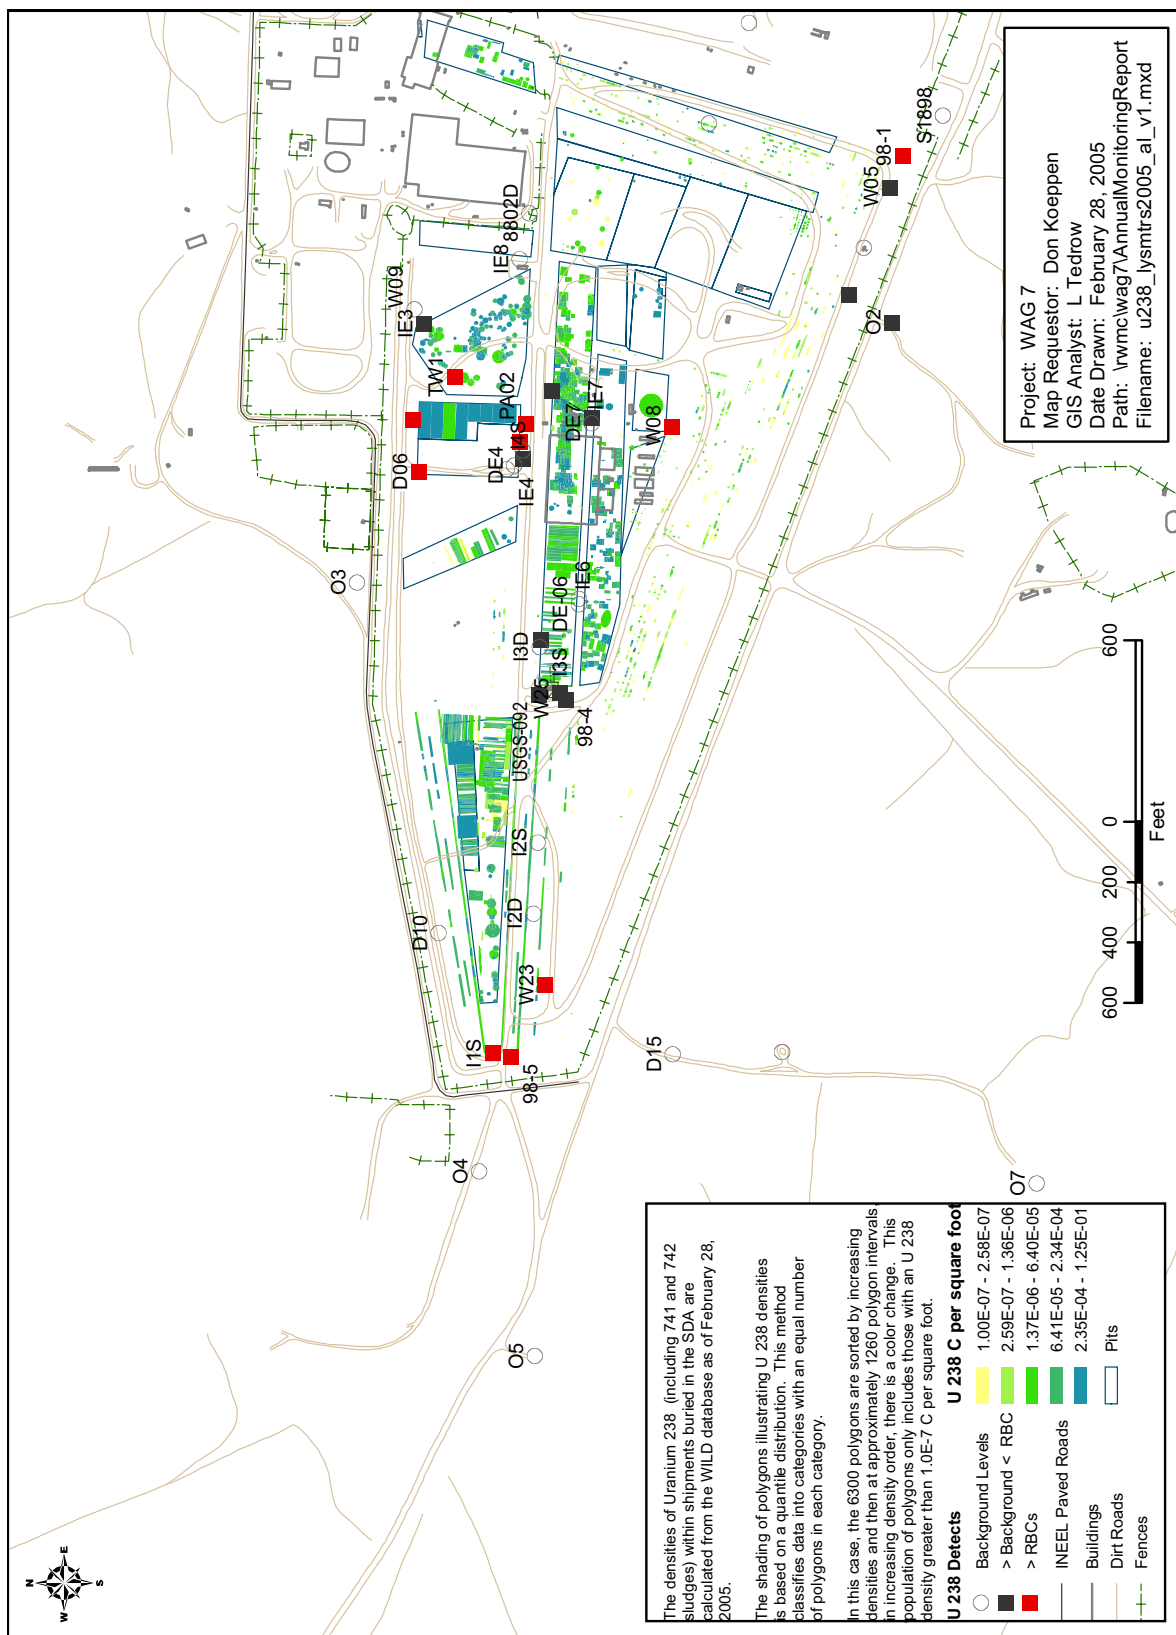 Project: WAG 7
Map Requestor: Don Koeppen
GIS Analyst: L Tedrow
Date Drawn: February 28, 2005
Path: \rwmc\wag7\AnnualMonitoringReport
Filename: u238_lysmtrs2005_al_v1.mxd
N
W E
S
O3
O4
O5
O7
O2
D10
D15
D06
I1S
98-5
W23
I2D
I2S
USGS-092
W25
98-4
I3S
I3D
DE-06
IE6
DE4
IE4
I4S
PA02
TW1
IE3
W09
IE8
8802D
DE7
IE7
W08
W05
98-1
S1898
600 400 200 0 600
Feet
The densities of Uranium 238 (including 741 and 742
sludges) within shipments buried in the SDA are
calculated from the WILD database as of February 28,
2005.
The shading of polygons illustrating U 238 densities
is based on a quantile distribution. This method
classifies data into categories with an equal number
of polygons in each category.
In this case, the 6300 polygons are sorted by increasing
densities and then at approximately 1260 polygon intervals,
in increasing density order, there is a color change. This
population of polygons only includes those with an U 238
density greater than 1.0E-7 C per square foot.
U 238 Detects
Background Levels
> Background < RBC
> RBCs
INEEL Paved Roads
Buildings
Dirt Roads
Fences
U 238 C per square foot
1.00E-07 - 2.58E-07
2.59E-07 - 1.36E-06
1.37E-06 - 6.40E-05
6.41E-05 - 2.34E-04
2.35E-04 - 1.25E-01
Pits